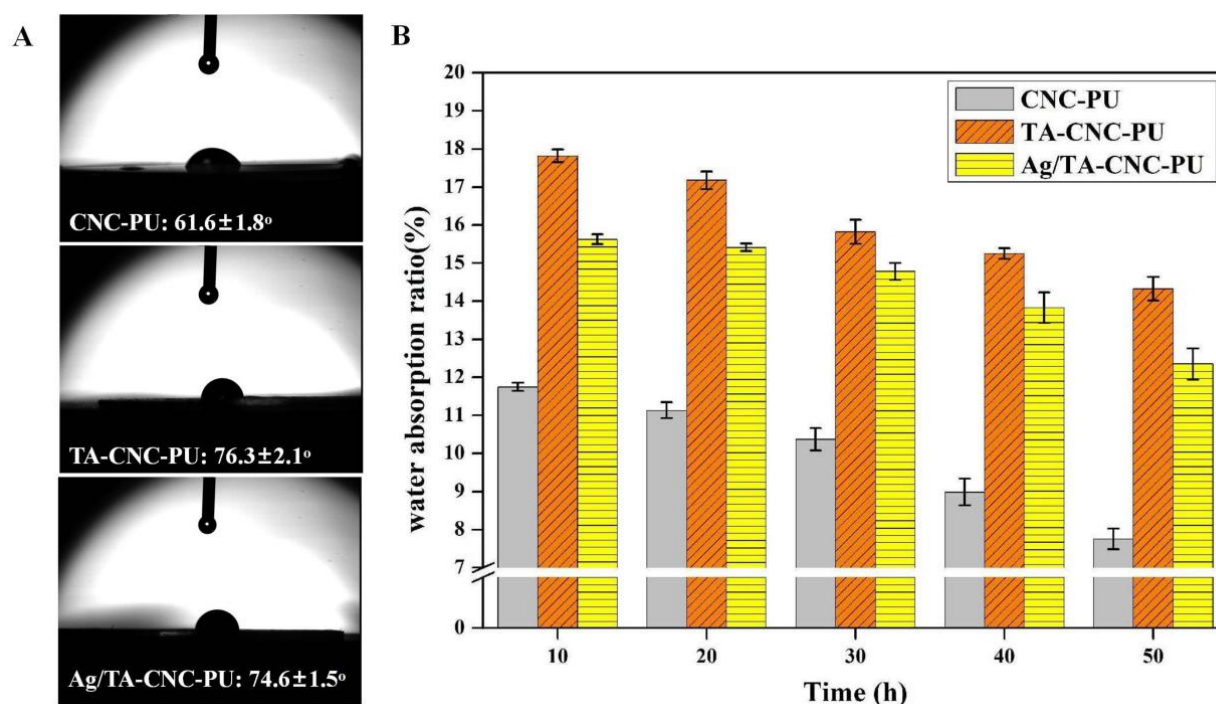 A
CNC-PU: 61.6±1.8°
TA-CNC-PU: 76.3±2.1°
Ag/TA-CNC-PU: 74.6±1.5°
B
water absorption ratio(%)
20
19
18
17
16
15
14
13
12
11
10
9
8
7
0
CNC-PU
TA-CNC-PU
Ag/TA-CNC-PU
10 20 30 40 50
Time (h)